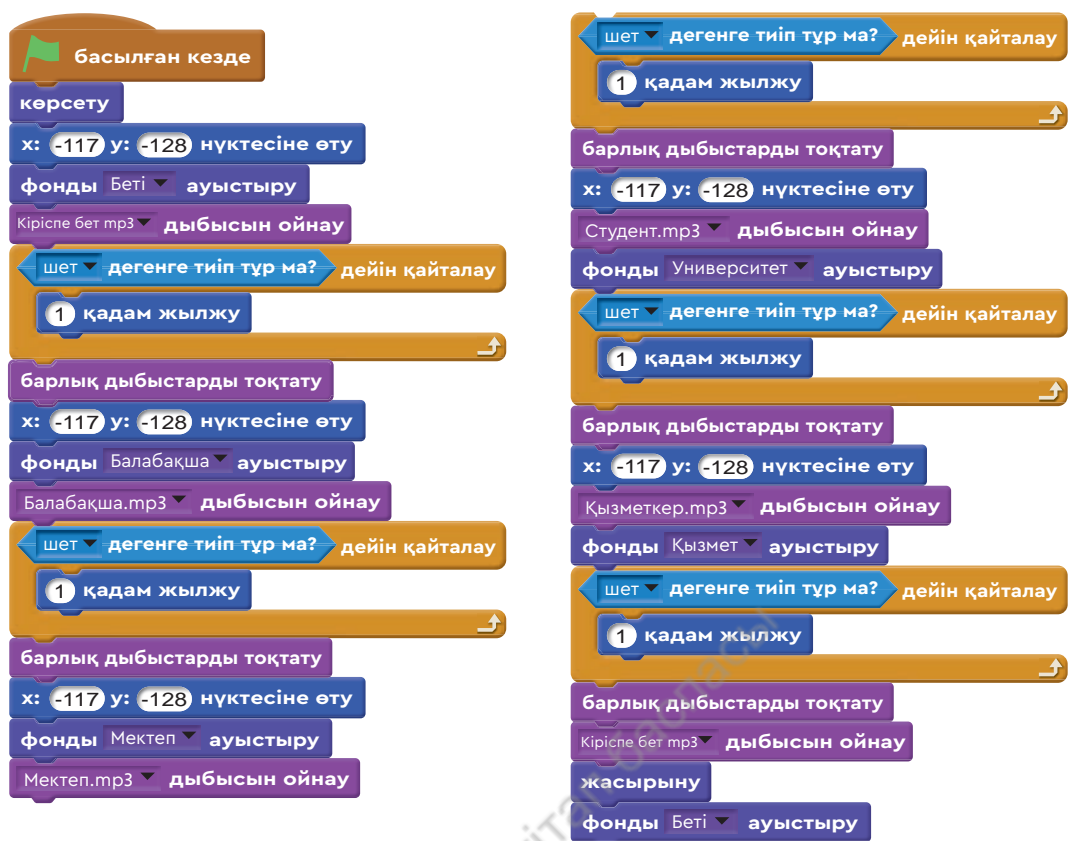 басылған кезде
көрсету
x: -117 y: -128 нүктесіне өту
фонды Беті ауыстыру
Кіріспе бет mp3 дыбысын ойнау
шет дегенге тиіп тұр ма? дейін қайталау
1 қадам жылжу
барлық дыбыстарды тоқтату
x: -117 y: -128 нүктесіне өту
фонды Балабақша ауыстыру
Балабақша.mp3 дыбысын ойнау
шет дегенге тиіп тұр ма? дейін қайталау
1 қадам жылжу
барлық дыбыстарды тоқтату
x: -117 y: -128 нүктесіне өту
фонды Мектеп ауыстыру
Мектеп.mp3 дыбысын ойнау
шет дегенге тиіп тұр ма? дейін қайталау
1 қадам жылжу
барлық дыбыстарды тоқтату
x: -117 y: -128 нүктесіне өту
Студент.mp3 дыбысын ойнау
фонды Университет ауыстыру
шет дегенге тиіп тұр ма? дейін қайталау
1 қадам жылжу
барлық дыбыстарды тоқтату
x: -117 y: -128 нүктесіне өту
Қызметкер.mp3 дыбысын ойнау
фонды Қызмет ауыстыру
шет дегенге тиіп тұр ма? дейін қайталау
1 қадам жылжу
барлық дыбыстарды тоқтату
Кіріспе бет mp3 дыбысын ойнау
жасырыну
фонды Беті ауыстыру